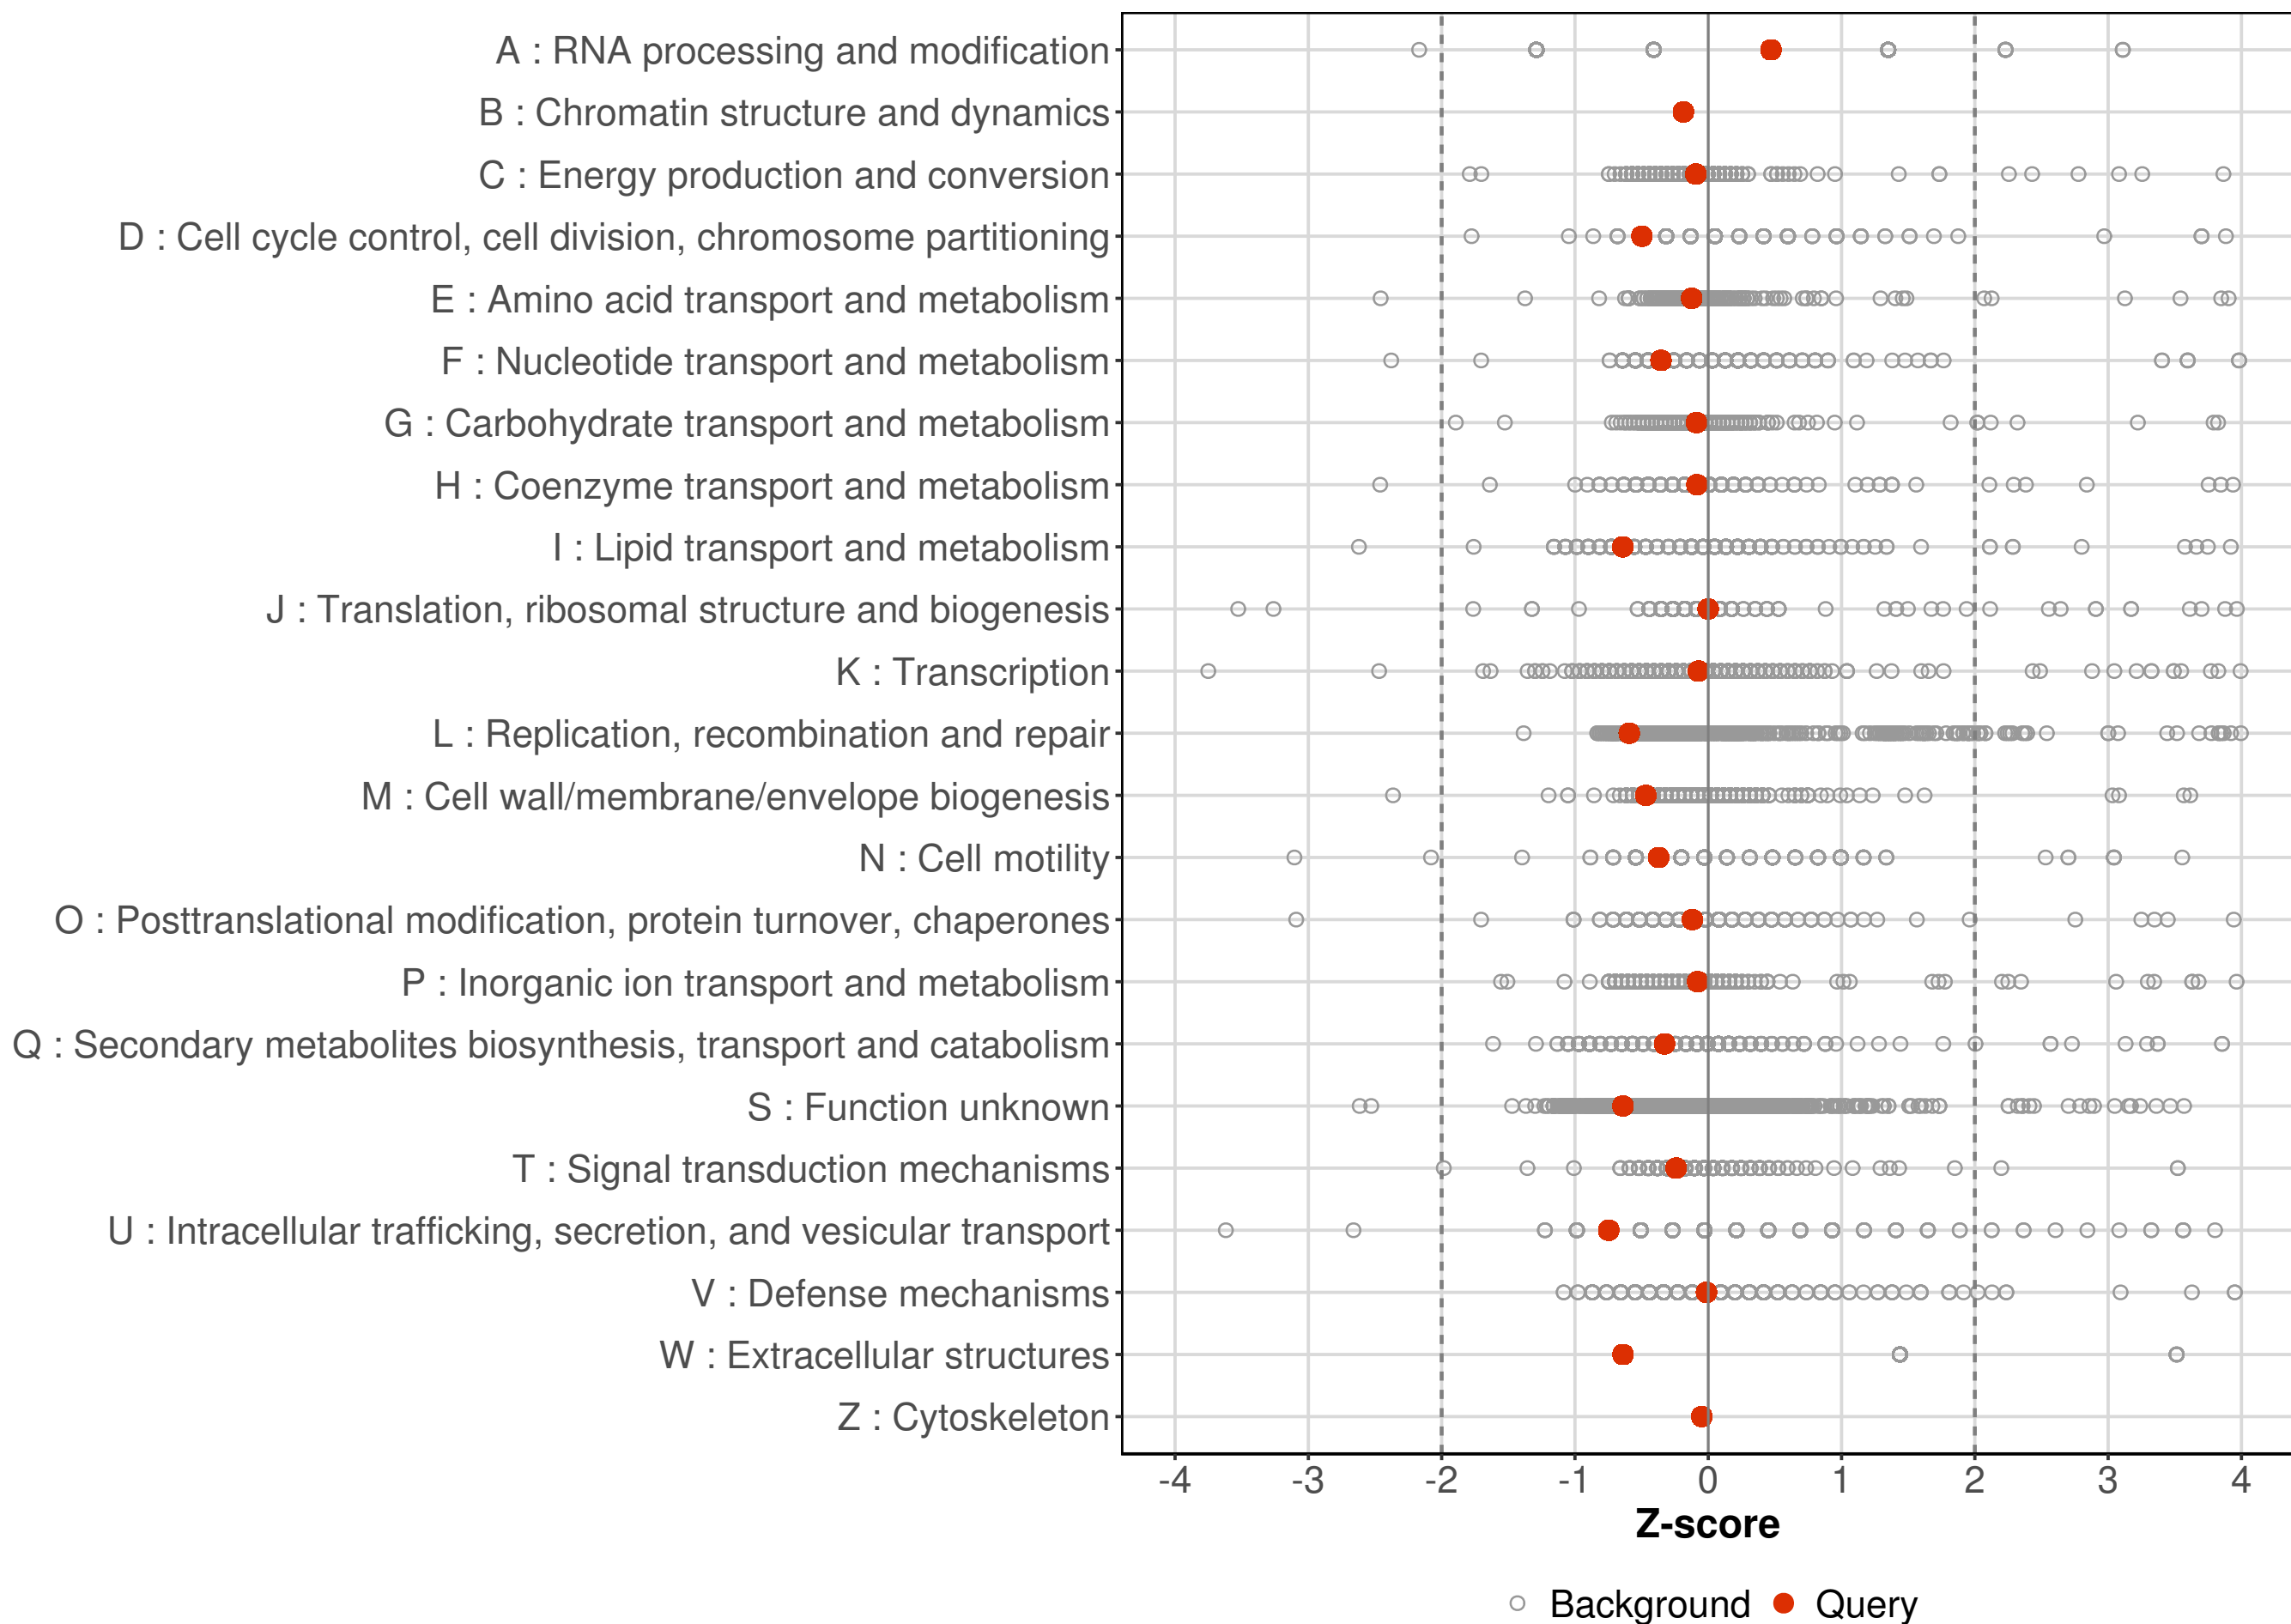 A : RNA processing and modification
B : Chromatin structure and dynamics
C : Energy production and conversion
D : Cell cycle control, cell division, chromosome partitioning
E : Amino acid transport and metabolism
F : Nucleotide transport and metabolism
G : Carbohydrate transport and metabolism
H : Coenzyme transport and metabolism
I : Lipid transport and metabolism
J : Translation, ribosomal structure and biogenesis
K : Transcription
L : Replication, recombination and repair
M : Cell wall/membrane/envelope biogenesis
N : Cell motility
O : Posttranslational modification, protein turnover, chaperones
P : Inorganic ion transport and metabolism
Q : Secondary metabolites biosynthesis, transport and catabolism
S : Function unknown
T : Signal transduction mechanisms
U : Intracellular trafficking, secretion, and vesicular transport
V : Defense mechanisms
W : Extracellular structures
Z : Cytoskeleton
-4 -3 -2 -1 0 1 2 3 4
Z-score
Background Query